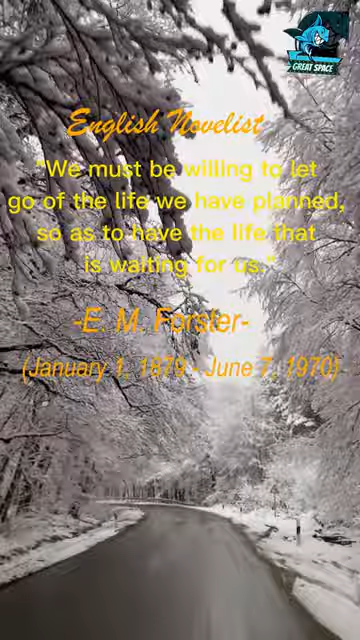 GREAT SPACE
English Novelist
"We must be willing to let
go of the life we have planned,
so as to have the life that
is waiting for us."
-E. M. Forster-
(January 1, 1879 - June 7, 1970)